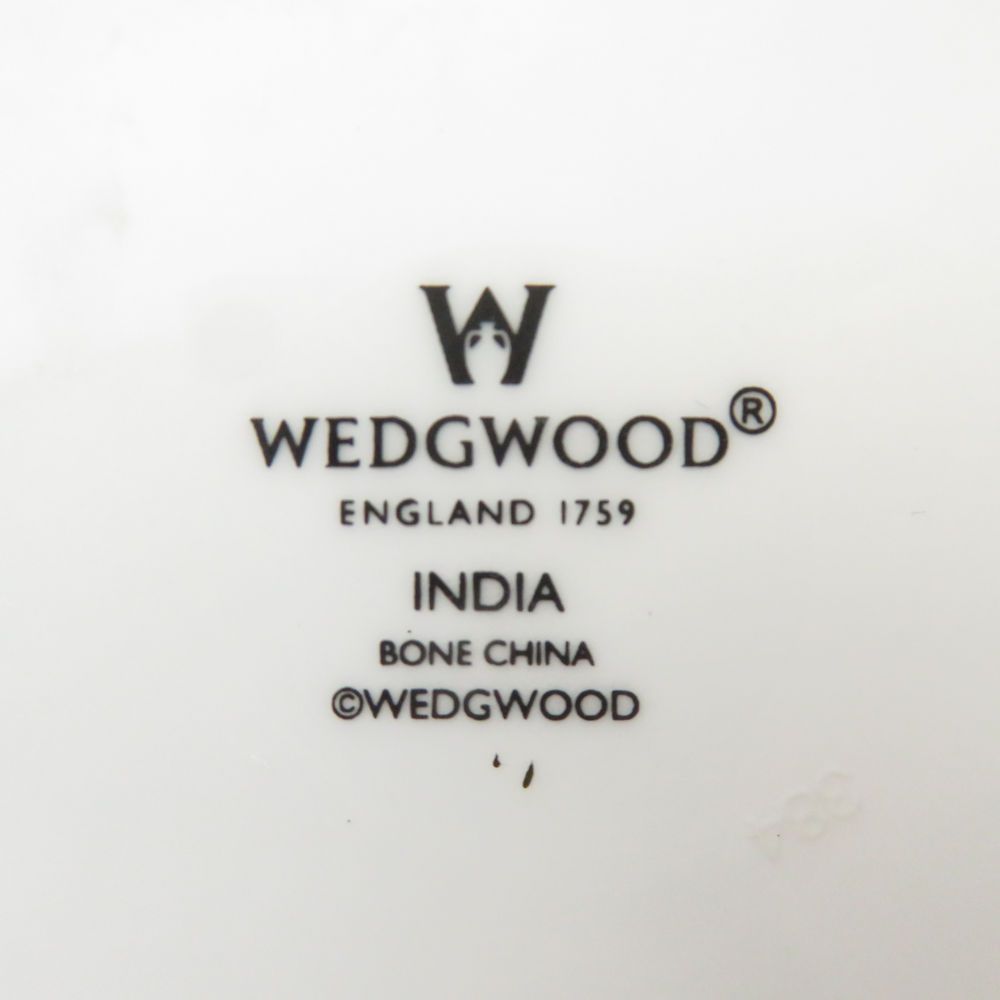 W
WEDGWOOD®
ENGLAND 1759
INDIA
BONE CHINA
©WEDGWOOD